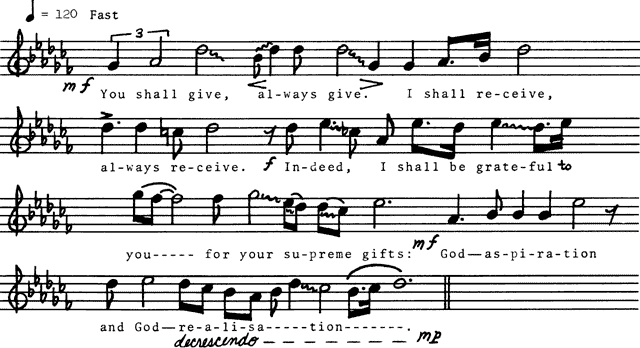 = 120 Fast
3
mf
You shall give, al-ways give. I shall re-ceive,
al-ways re-ceive. f In-deed, I shall be grate-ful to
mf
you----- for your su-preme gifts: God—as-pi-ra-tion
and God—re-a-li-sa-----tion-------.
decrescendo — — — — — — — mp